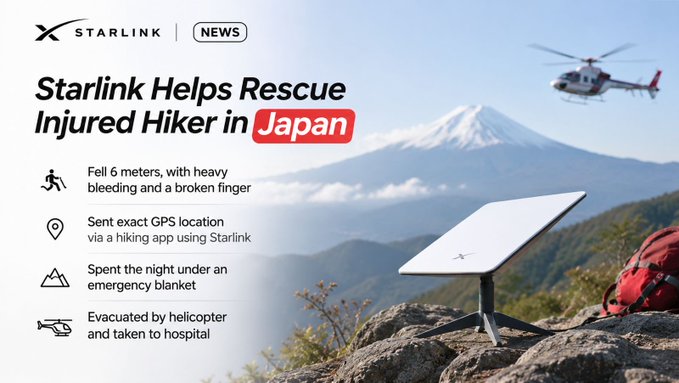 STARLINK
NEWS
Starlink Helps Rescue
Injured Hiker in Japan
Fell 6 meters, with heavy
bleeding and a broken finger
Sent exact GPS location
via a hiking app using Starlink
Spent the night under an
emergency blanket
Evacuated by helicopter
and taken to hospital